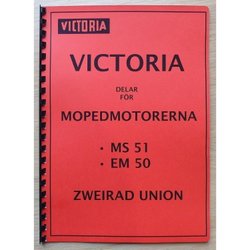 VICTORIA
VICTORIA
DELAR
FÖR
MOPEDMOTORERNA
• MS 51
• EM 50
ZWEIRAD UNION